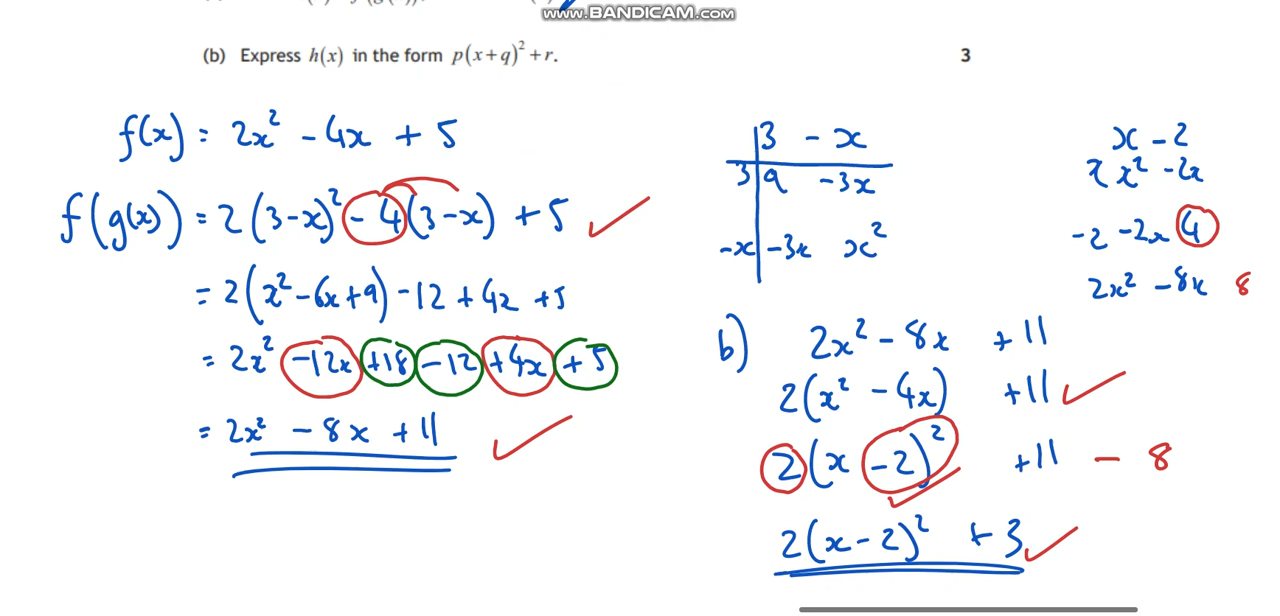 www.BANDICAM.com
(b) Express h(x) in the form p(x+q)²+r.
3
f(x) = 2x² - 4x + 5
f(g(x)) = 2(3-x)² - 4(3-x) + 5
= 2(x² - 6x + 9) - 12 + 4x + 5
= 2x² - 12x + 18 - 12 + 4x + 5
= 2x² - 8x + 11
3 - x
3 9 -3x
-x -3x x²
x - 2
x x² -2x
-2 -2x 4
2x² - 8x 8
b) 2x² - 8x + 11
2(x² - 4x) + 11
2(x - 2)² + 11 - 8
2(x - 2)² + 3